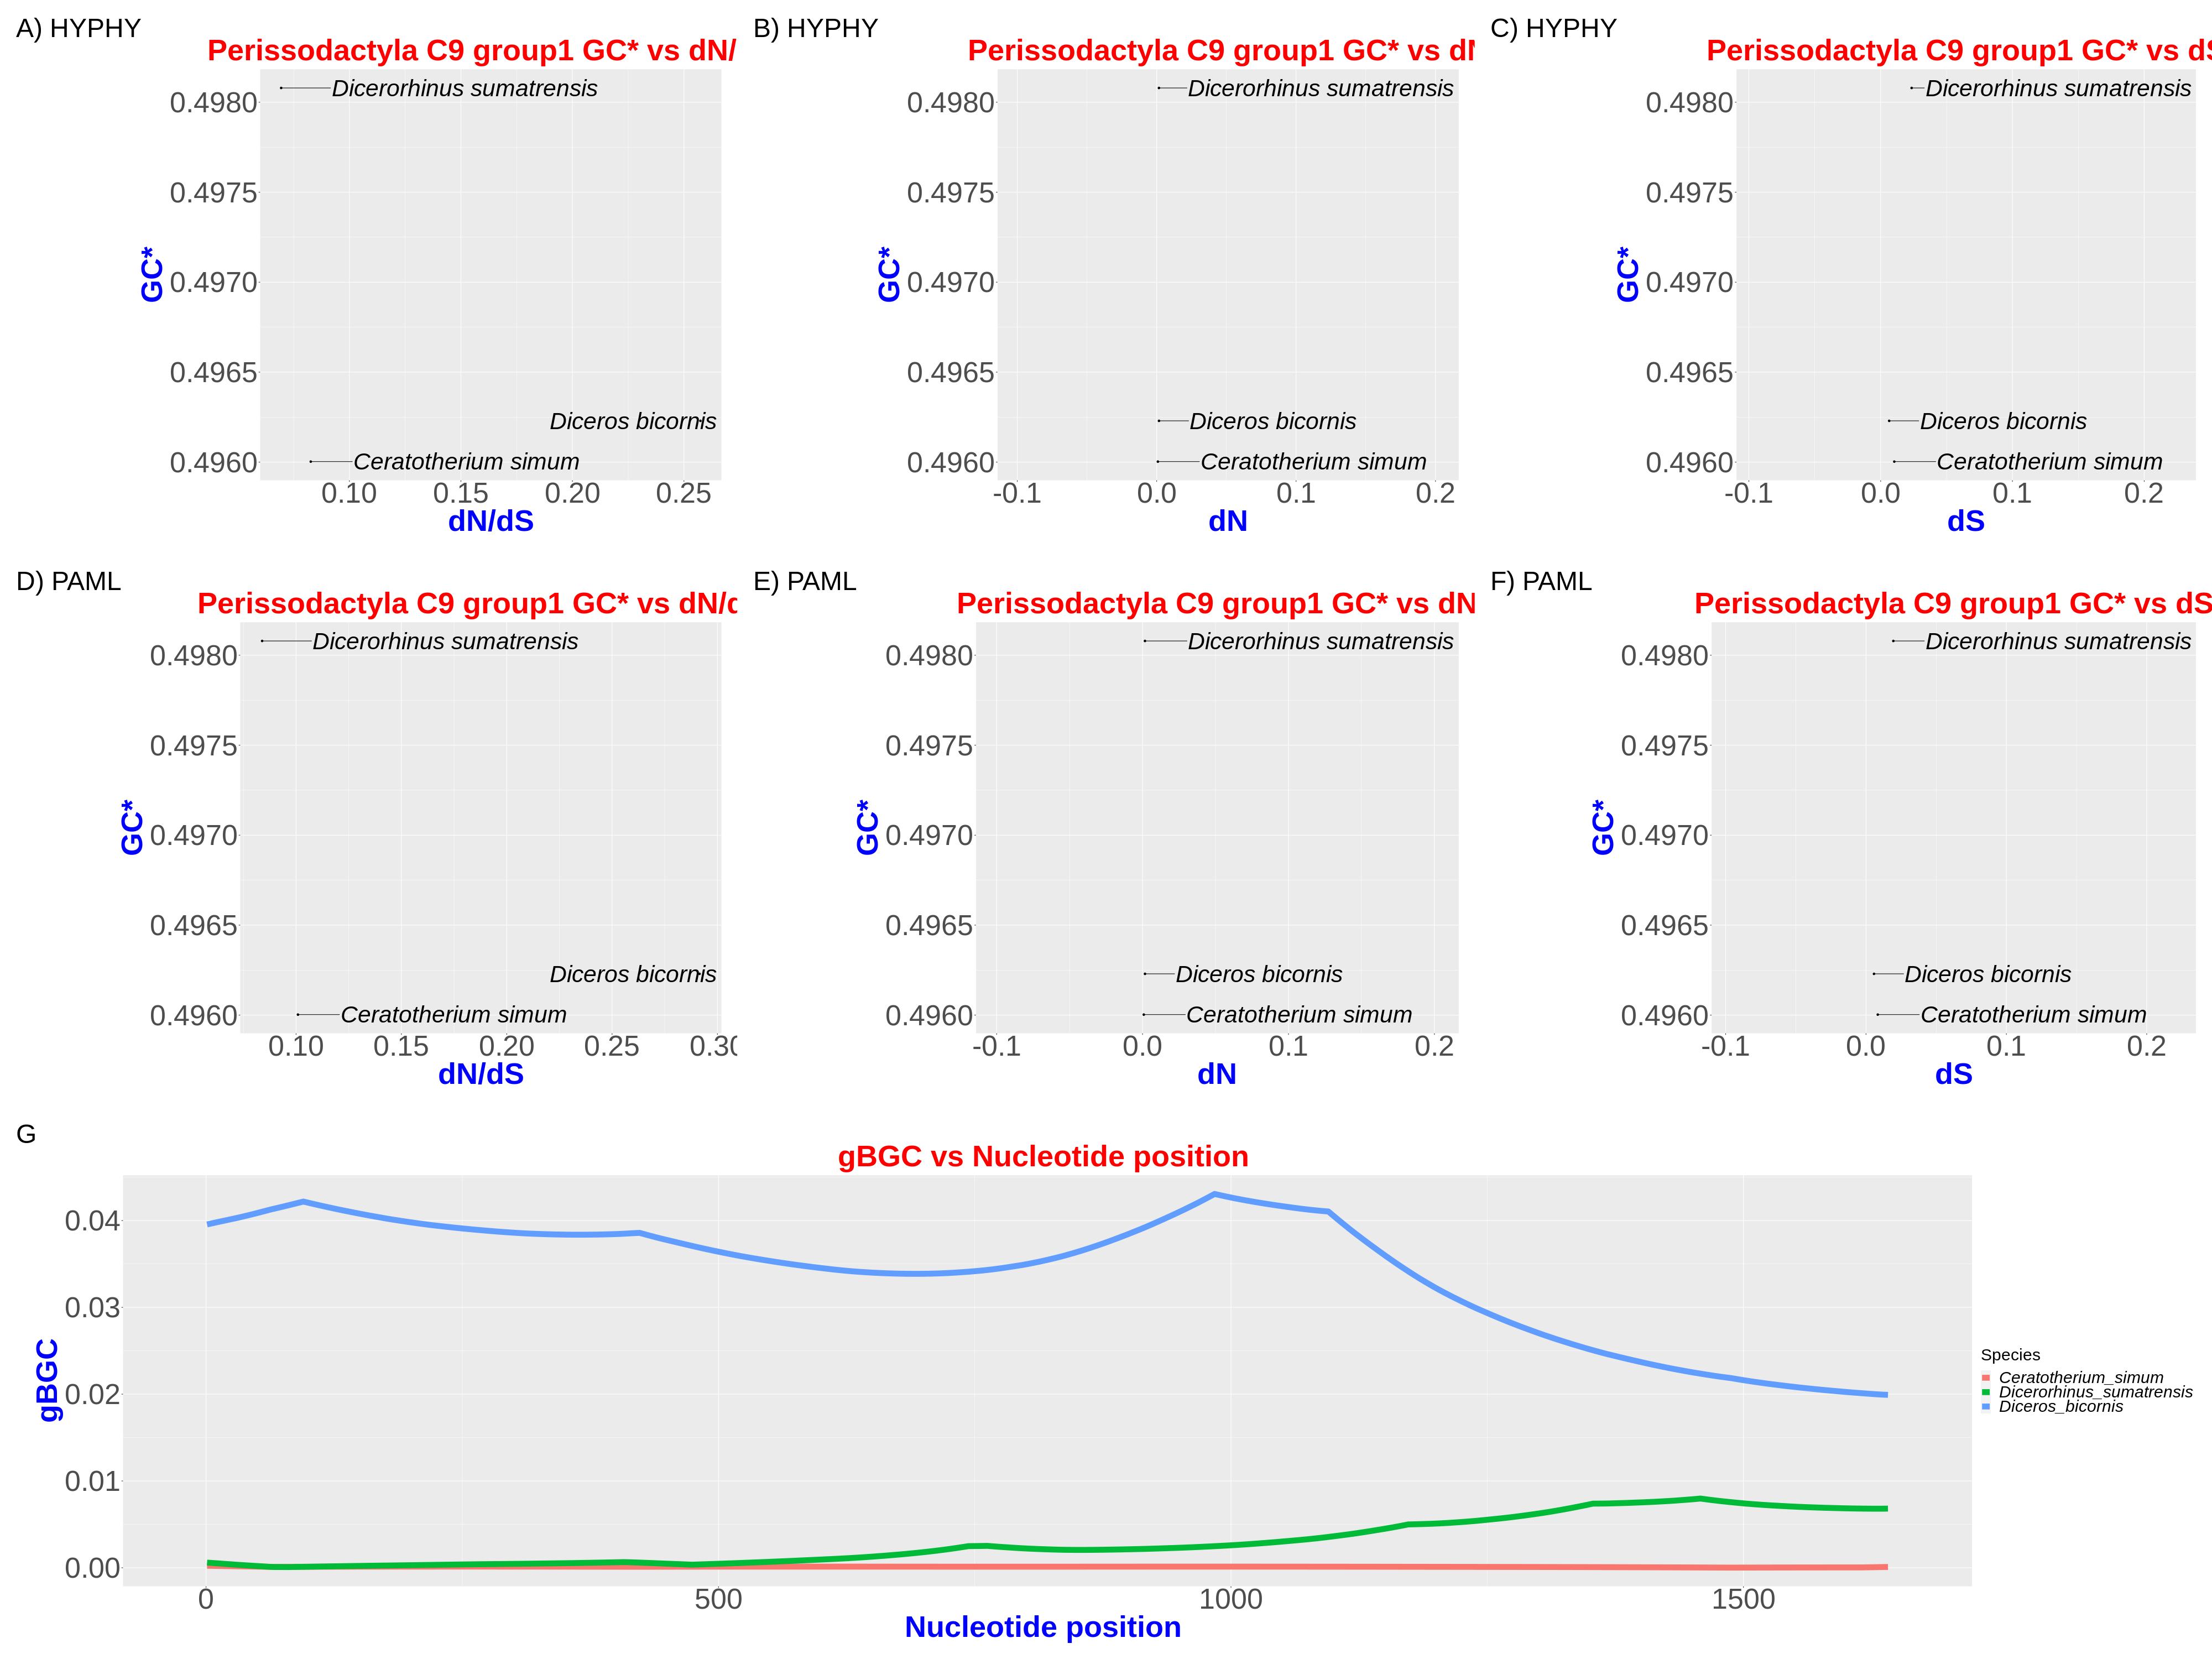 A) HYPHY
Perissodactyla C9 group1 GC* vs dN/
0.4980
0.4975
0.4970
0.4965
0.4960
GC*
Dicerorhinus sumatrensis
Diceros bicornis
Ceratotherium simum
0.10 0.15 0.20 0.25
dN/dS
B) HYPHY
Perissodactyla C9 group1 GC* vs dN
0.4980
0.4975
0.4970
0.4965
0.4960
GC*
Dicerorhinus sumatrensis
Diceros bicornis
Ceratotherium simum
-0.1 0.0 0.1 0.2
dN
C) HYPHY
Perissodactyla C9 group1 GC* vs dS
0.4980
0.4975
0.4970
0.4965
0.4960
GC*
Dicerorhinus sumatrensis
Diceros bicornis
Ceratotherium simum
-0.1 0.0 0.1 0.2
dS
D) PAML
Perissodactyla C9 group1 GC* vs dN/d
0.4980
0.4975
0.4970
0.4965
0.4960
GC*
Dicerorhinus sumatrensis
Diceros bicornis
Ceratotherium simum
0.10 0.15 0.20 0.25 0.30
dN/dS
E) PAML
Perissodactyla C9 group1 GC* vs dN
0.4980
0.4975
0.4970
0.4965
0.4960
GC*
Dicerorhinus sumatrensis
Diceros bicornis
Ceratotherium simum
-0.1 0.0 0.1 0.2
dN
F) PAML
Perissodactyla C9 group1 GC* vs dS
0.4980
0.4975
0.4970
0.4965
0.4960
GC*
Dicerorhinus sumatrensis
Diceros bicornis
Ceratotherium simum
-0.1 0.0 0.1 0.2
dS
G
gBGC vs Nucleotide position
0.04
0.03
0.02
0.01
0.00
gBGC
0 500 1000 1500
Nucleotide position
Species
Ceratotherium_simum
Dicerorhinus_sumatrensis
Diceros_bicornis